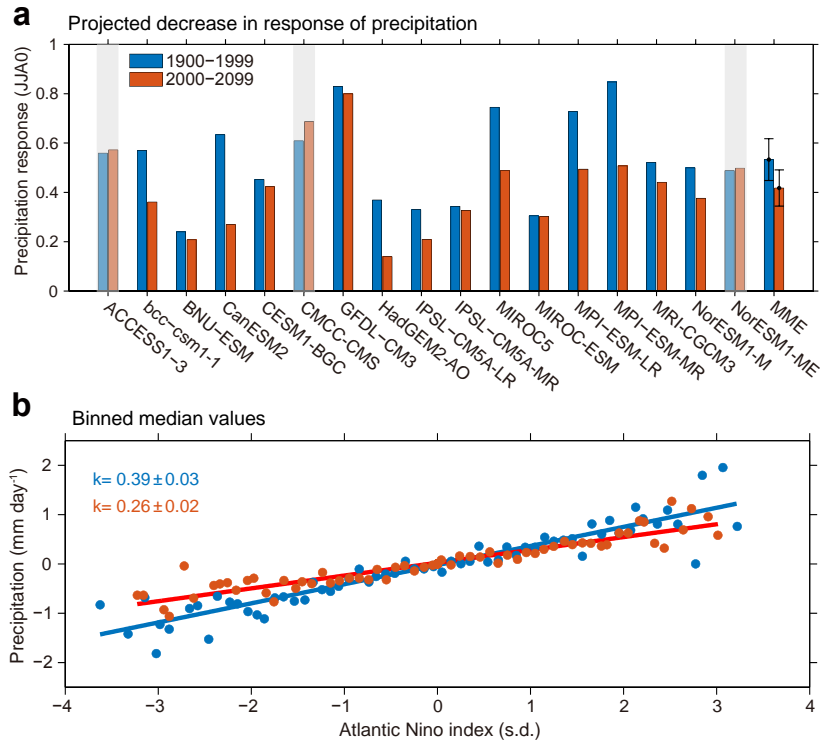 a Projected decrease in response of precipitation
Precipitation response (JJA0)
1
0.8
0.6
0.4
0.2
0
1900−1999
2000−2099
ACCESS1−3
bcc−csm1−1
BNU−ESM
CanESM2
CESM1-BGC
CMCC−CMS
GFDL−CM3
HadGEM2-AO
IPSL−CM5A-LR
IPSL−CM5A-MR
MIROC5
MIROC-ESM
MPI−ESM-LR
MPI−ESM-MR
MRI-CGCM3
NorESM1-M
NorESM1-ME
MME
b Binned median values
k= 0.39±0.03
k= 0.26±0.02
Precipitation (mm day⁻¹)
2
1
0
−1
−2
−4 −3 −2 −1 0 1 2 3 4
Atlantic Nino index (s.d.)